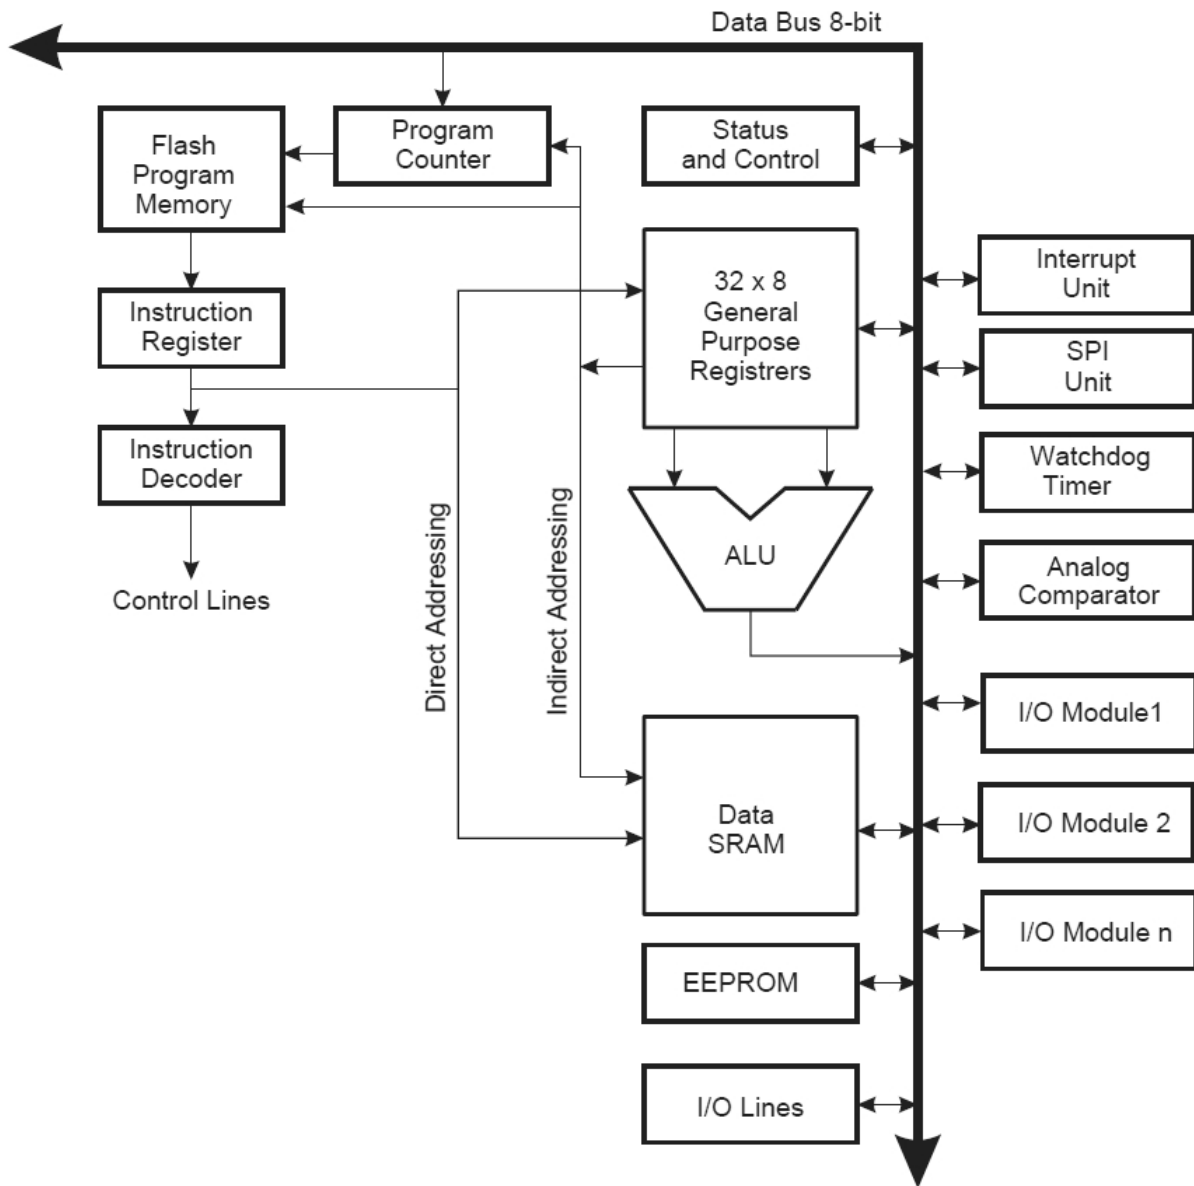 Data Bus 8-bit
Flash
Program
Memory
Program
Counter
Status
and Control
Instruction
Register
32 x 8
General
Purpose
Registrers
Interrupt
Unit
SPI
Unit
Instruction
Decoder
Watchdog
Timer
Control Lines
Direct Addressing
Indirect Addressing
ALU
Analog
Comparator
I/O Module1
Data
SRAM
I/O Module 2
I/O Module n
EEPROM
I/O Lines